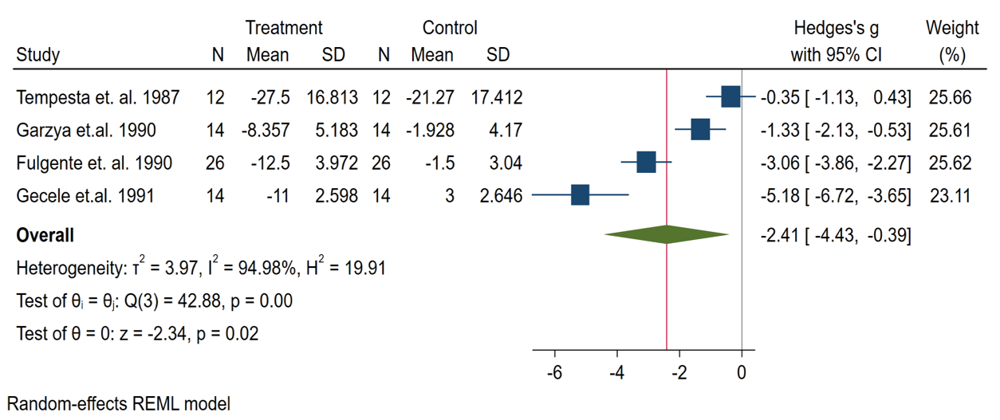 Treatment Control Hedges's g Weight
Study N Mean SD N Mean SD with 95% CI (%)
Tempesta et. al. 1987 12 -27.5 16.813 12 -21.27 17.412 -0.35 [ -1.13, 0.43] 25.66
Garzya et.al. 1990 14 -8.357 5.183 14 -1.928 4.17 -1.33 [ -2.13, -0.53] 25.61
Fulgente et. al. 1990 26 -12.5 3.972 26 -1.5 3.04 -3.06 [ -3.86, -2.27] 25.62
Gecele et.al. 1991 14 -11 2.598 14 3 2.646 -5.18 [ -6.72, -3.65] 23.11
Overall -2.41 [ -4.43, -0.39]
Heterogeneity: τ² = 3.97, I² = 94.98%, H² = 19.91
Test of θᵢ = θⱼ: Q(3) = 42.88, p = 0.00
Test of θ = 0: z = -2.34, p = 0.02
-6 -4 -2 0
Random-effects REML model